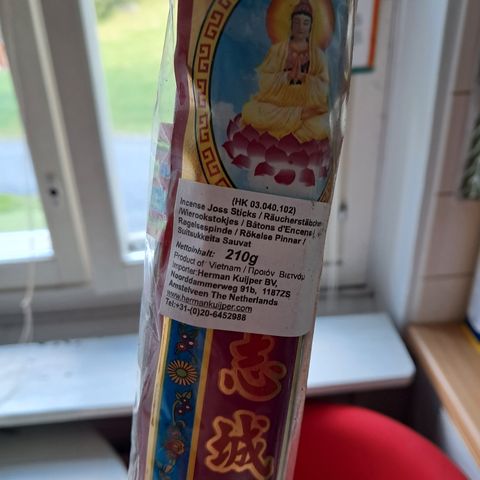 (HK 03.040.102)
Incense Joss Sticks / Räucherstäbchen
/Wierookstokjes / Bâtons d'Encens /
Røgelsespinde / Rökelse Pinnar /
Suitsukkeita Sauvat
Nettoinhalt: 210g
Product of Vietnam / Προιόν Βιετνάμ
Importer:Herman Kuijper BV,
Noorddammerweg 91b, 1187ZS
Amstelveen The Netherlands
www.hermankuijper.com
Tel:+31-(0)20-6452988
志
城